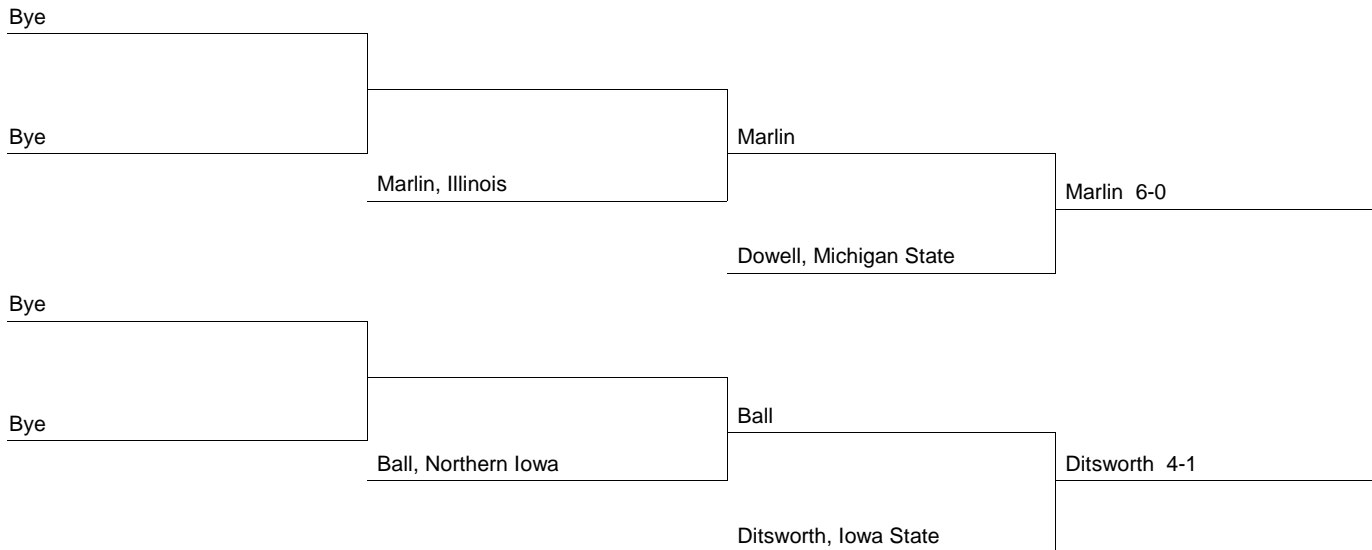 Bye
Bye
Marlin
Marlin, Illinois
Marlin 6-0
Dowell, Michigan State
Bye
Ball
Bye
Ball, Northern Iowa
Ditsworth 4-1
Ditsworth, Iowa State